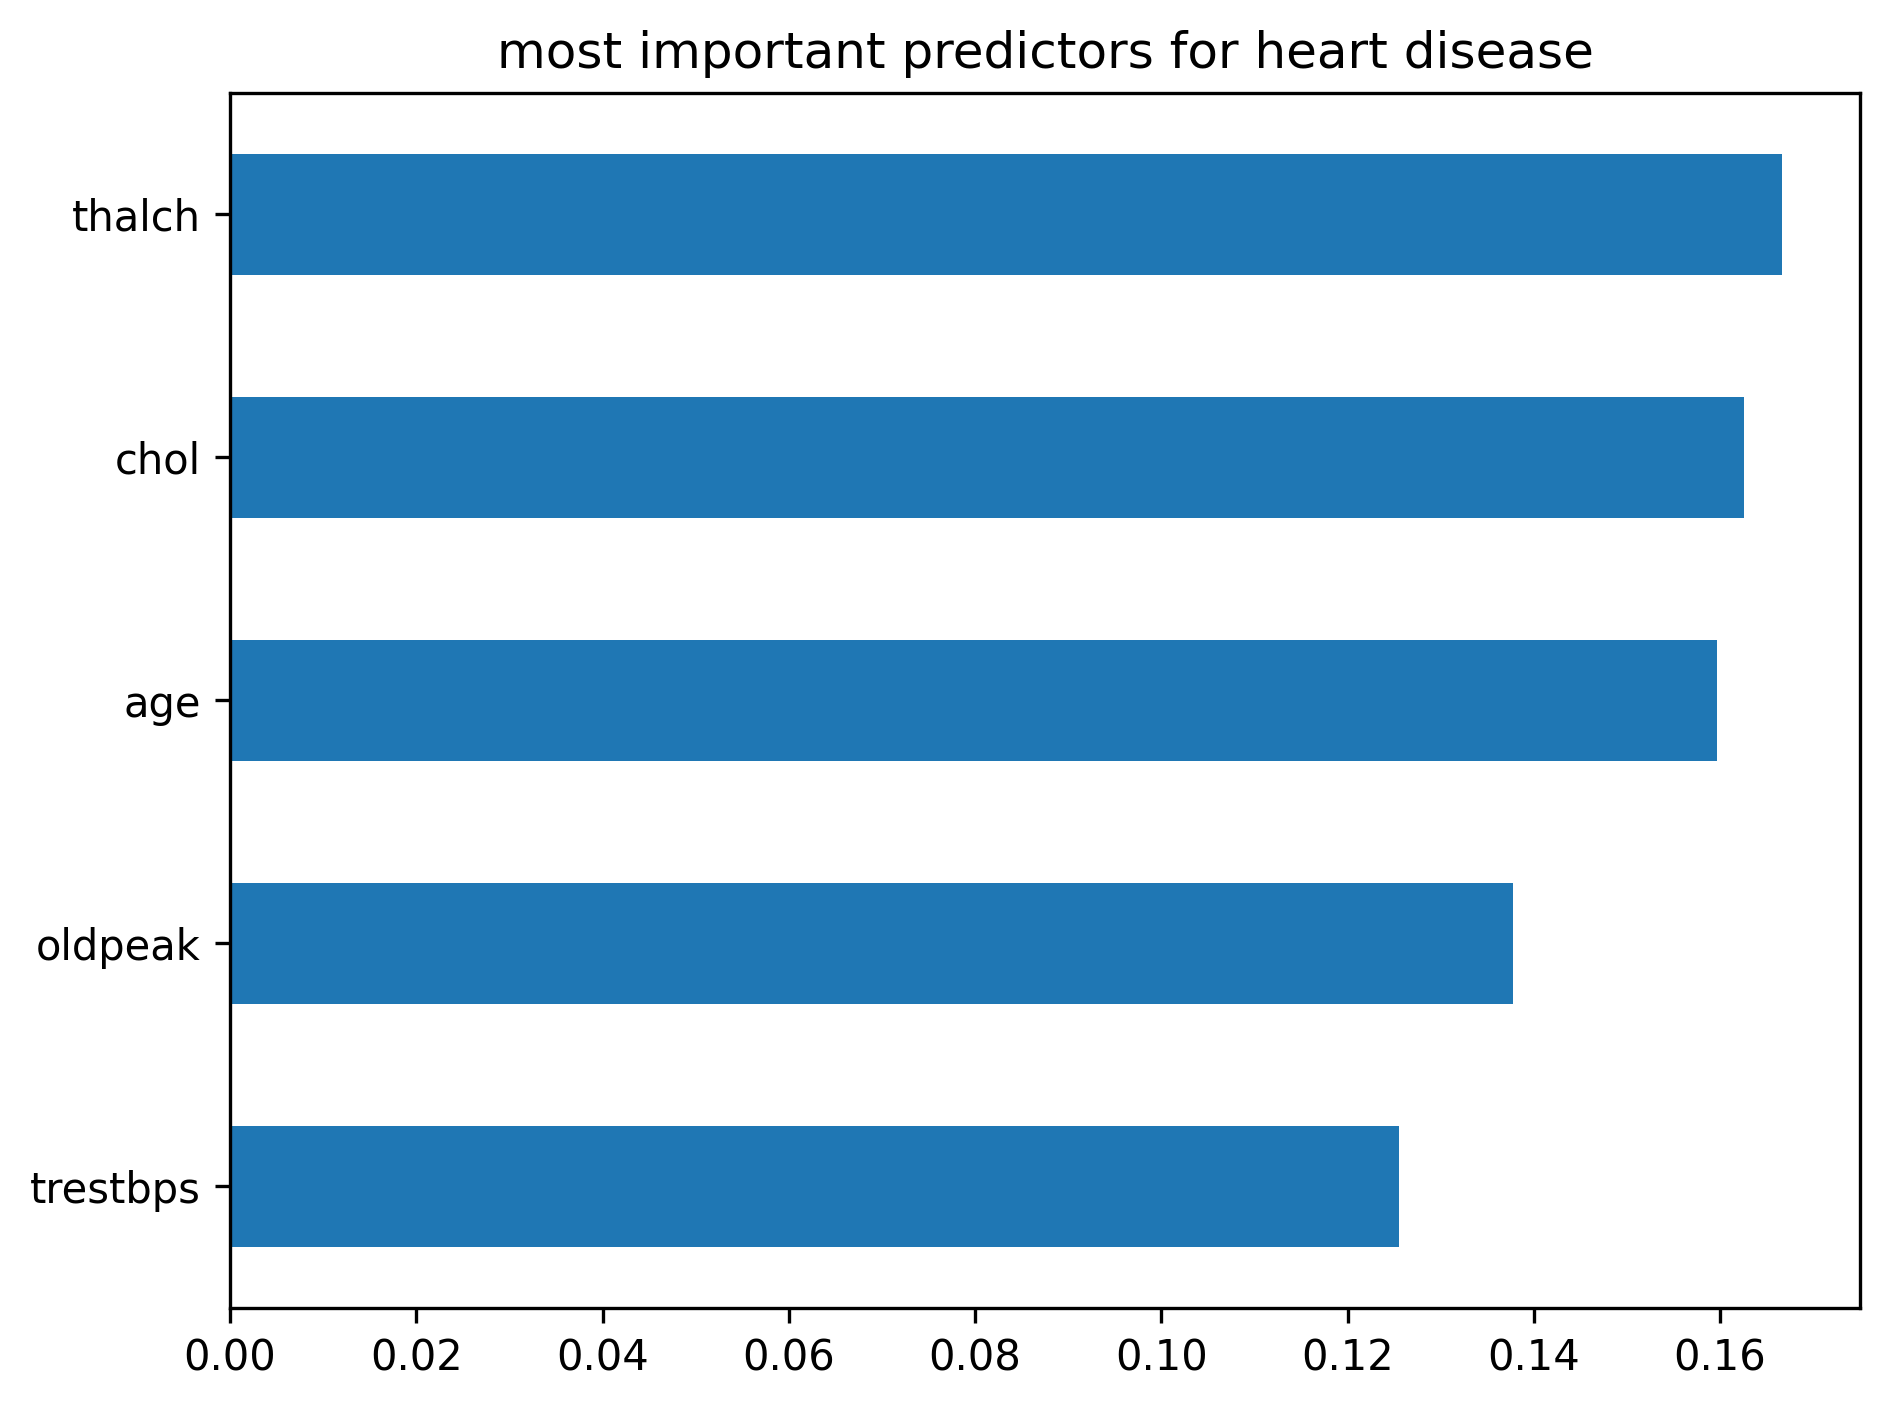 most important predictors for heart disease
thalch
chol
age
oldpeak
trestbps
0.00 0.02 0.04 0.06 0.08 0.10 0.12 0.14 0.16